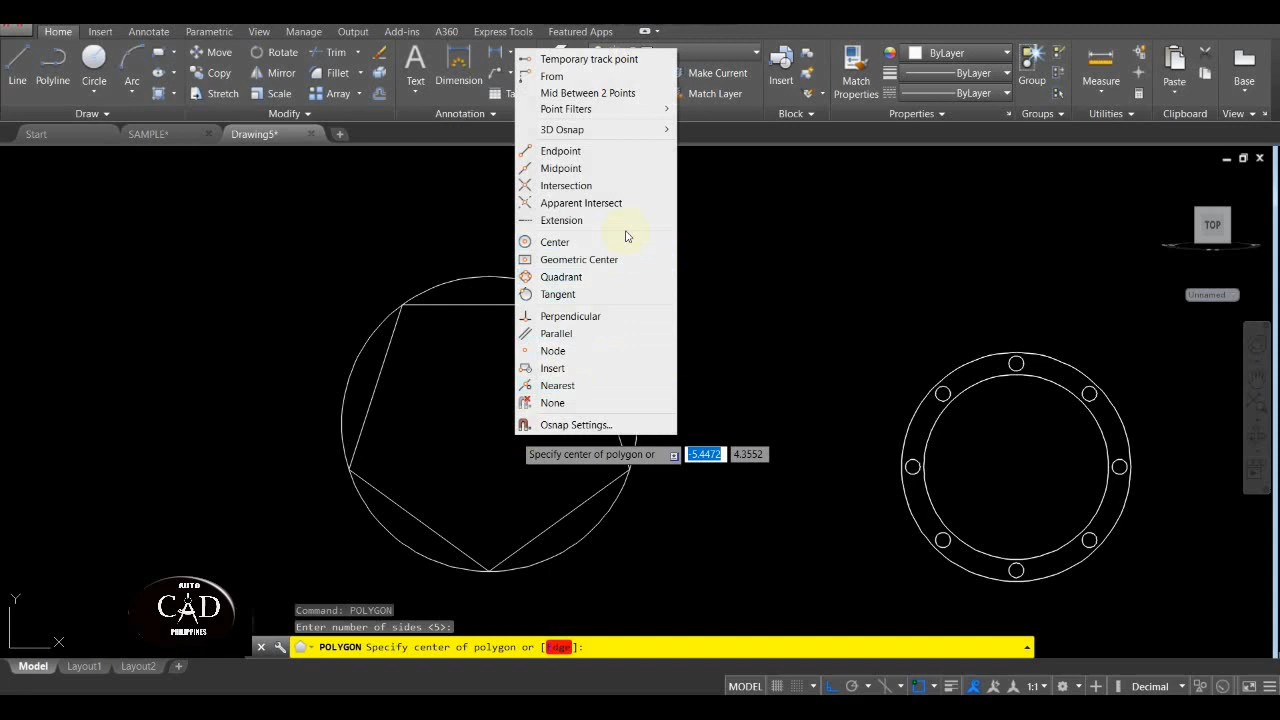 Home Insert Annotate Parametric View Manage Output Add-ins A360 Express Tools Featured Apps
Line Polyline Circle Arc
Move Rotate Trim
Copy Mirror Fillet
Stretch Scale Array
Text Dimension
Make Current
Match Layer
Insert
Match Properties
ByLayer
ByLayer
ByLayer
Group
Measure
Paste
Base
Draw Modify Annotation Block Properties Groups Utilities Clipboard View
Start SAMPLE* Drawing5*
Temporary track point
From
Mid Between 2 Points
Point Filters
3D Osnap
Endpoint
Midpoint
Intersection
Apparent Intersect
Extension
Center
Geometric Center
Quadrant
Tangent
Perpendicular
Parallel
Node
Insert
Nearest
None
Osnap Settings...
TOP
Unnamed
Specify center of polygon or -5.4472 4.3552
AUTO
CAD
PHILIPPINES
Y
X
Command: POLYGON
Enter number of sides <5>:
POLYGON Specify center of polygon or [Edge]:
Model Layout1 Layout2
MODEL 1:1 Decimal